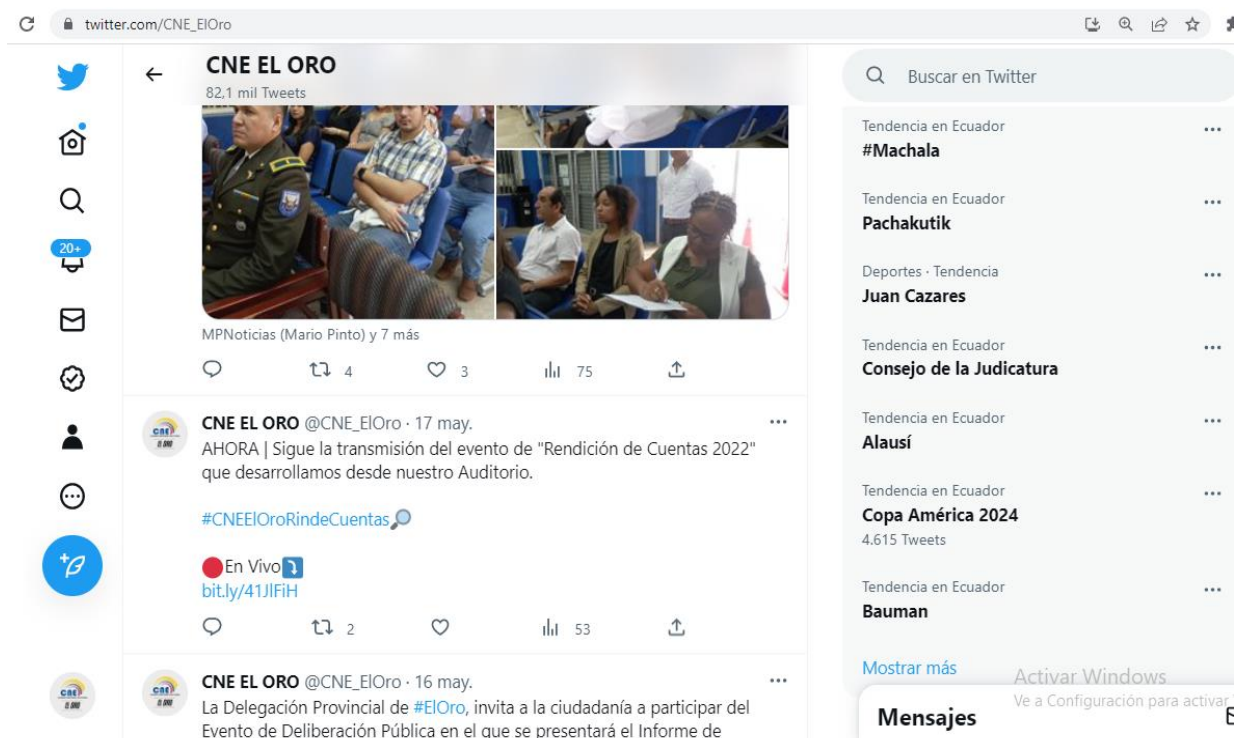 twitter.com/CNE_ElOro
CNE EL ORO
82,1 mil Tweets
20+
MPNoticias (Mario Pinto) y 7 más
4 3 75
CNE EL ORO @CNE_ElOro · 17 may.
AHORA | Sigue la transmisión del evento de "Rendición de Cuentas 2022"
que desarrollamos desde nuestro Auditorio.
#CNEElOroRindeCuentas
En Vivo
bit.ly/41JlFiH
2 53
CNE EL ORO @CNE_ElOro · 16 may.
La Delegación Provincial de #ElOro, invita a la ciudadanía a participar del
Evento de Deliberación Pública en el que se presentará el Informe de
CNE
EL ORO
Buscar en Twitter
Tendencia en Ecuador
#Machala
Tendencia en Ecuador
Pachakutik
Deportes · Tendencia
Juan Cazares
Tendencia en Ecuador
Consejo de la Judicatura
Tendencia en Ecuador
Alausí
Tendencia en Ecuador
Copa América 2024
4.615 Tweets
Tendencia en Ecuador
Bauman
Mostrar más
Activar Windows
Ve a Configuración para activar
Mensajes